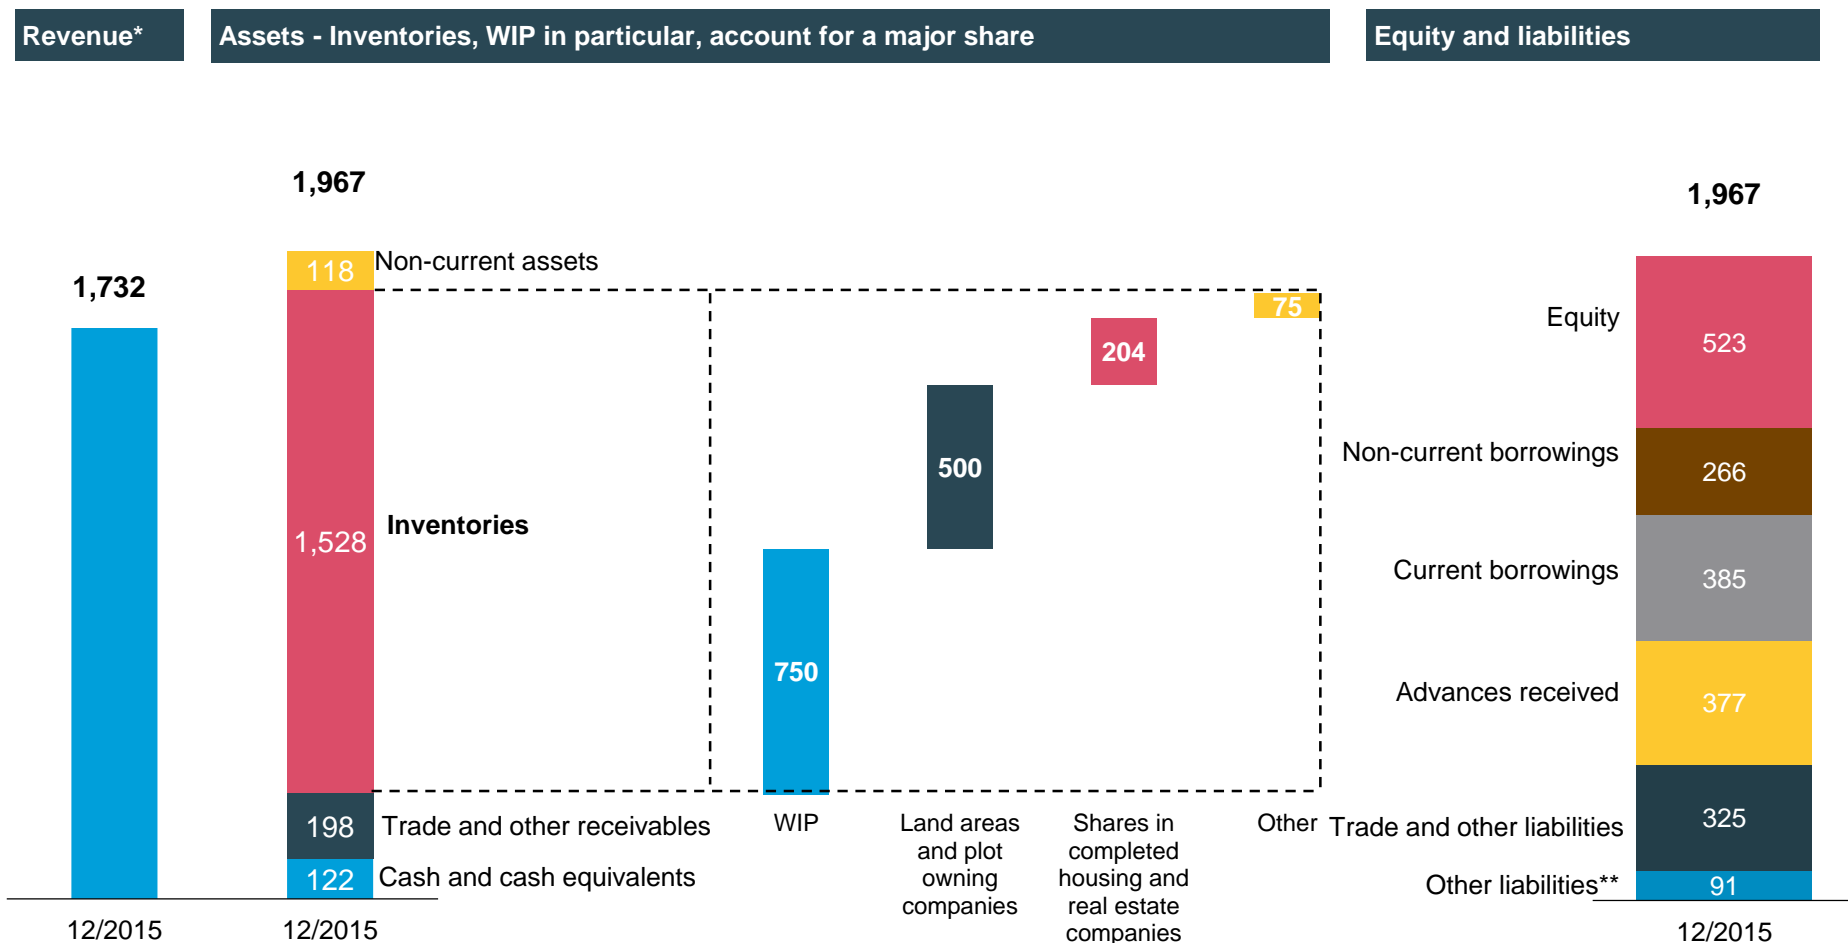 Revenue*
Assets - Inventories, WIP in particular, account for a major share
Equity and liabilities
1,732
12/2015
1,967
118 Non-current assets
1,528 Inventories
198 Trade and other receivables
122 Cash and cash equivalents
12/2015
750
WIP
500
Land areas
and plot
owning
companies
204
Shares in
completed
housing and
real estate
companies
75
Other
1,967
Equity 523
Non-current borrowings 266
Current borrowings 385
Advances received 377
Trade and other liabilities 325
Other liabilities** 91
12/2015